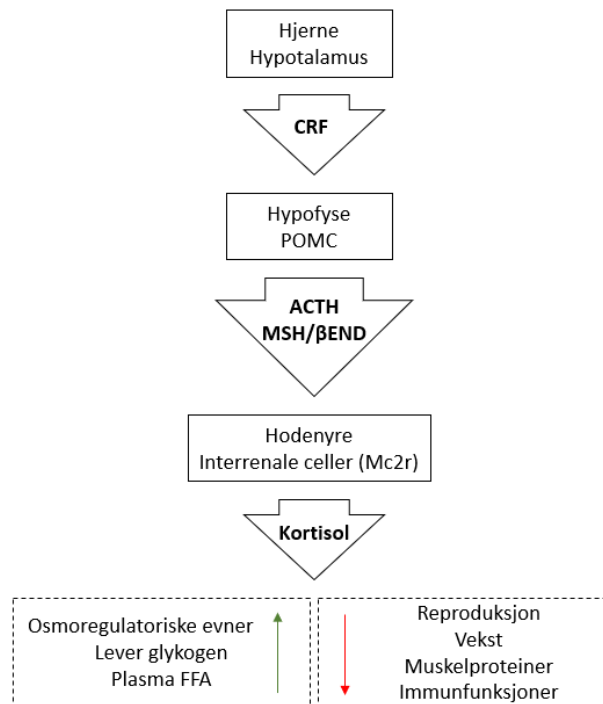 Hjerne
Hypotalamus
CRF
Hypofyse
POMC
ACTH
MSH/βEND
Hodenyre
Interrenale celler (Mc2r)
Kortisol
Osmoregulatoriske evner
Lever glykogen
Plasma FFA
Reproduksjon
Vekst
Muskelproteiner
Immunfunksjoner